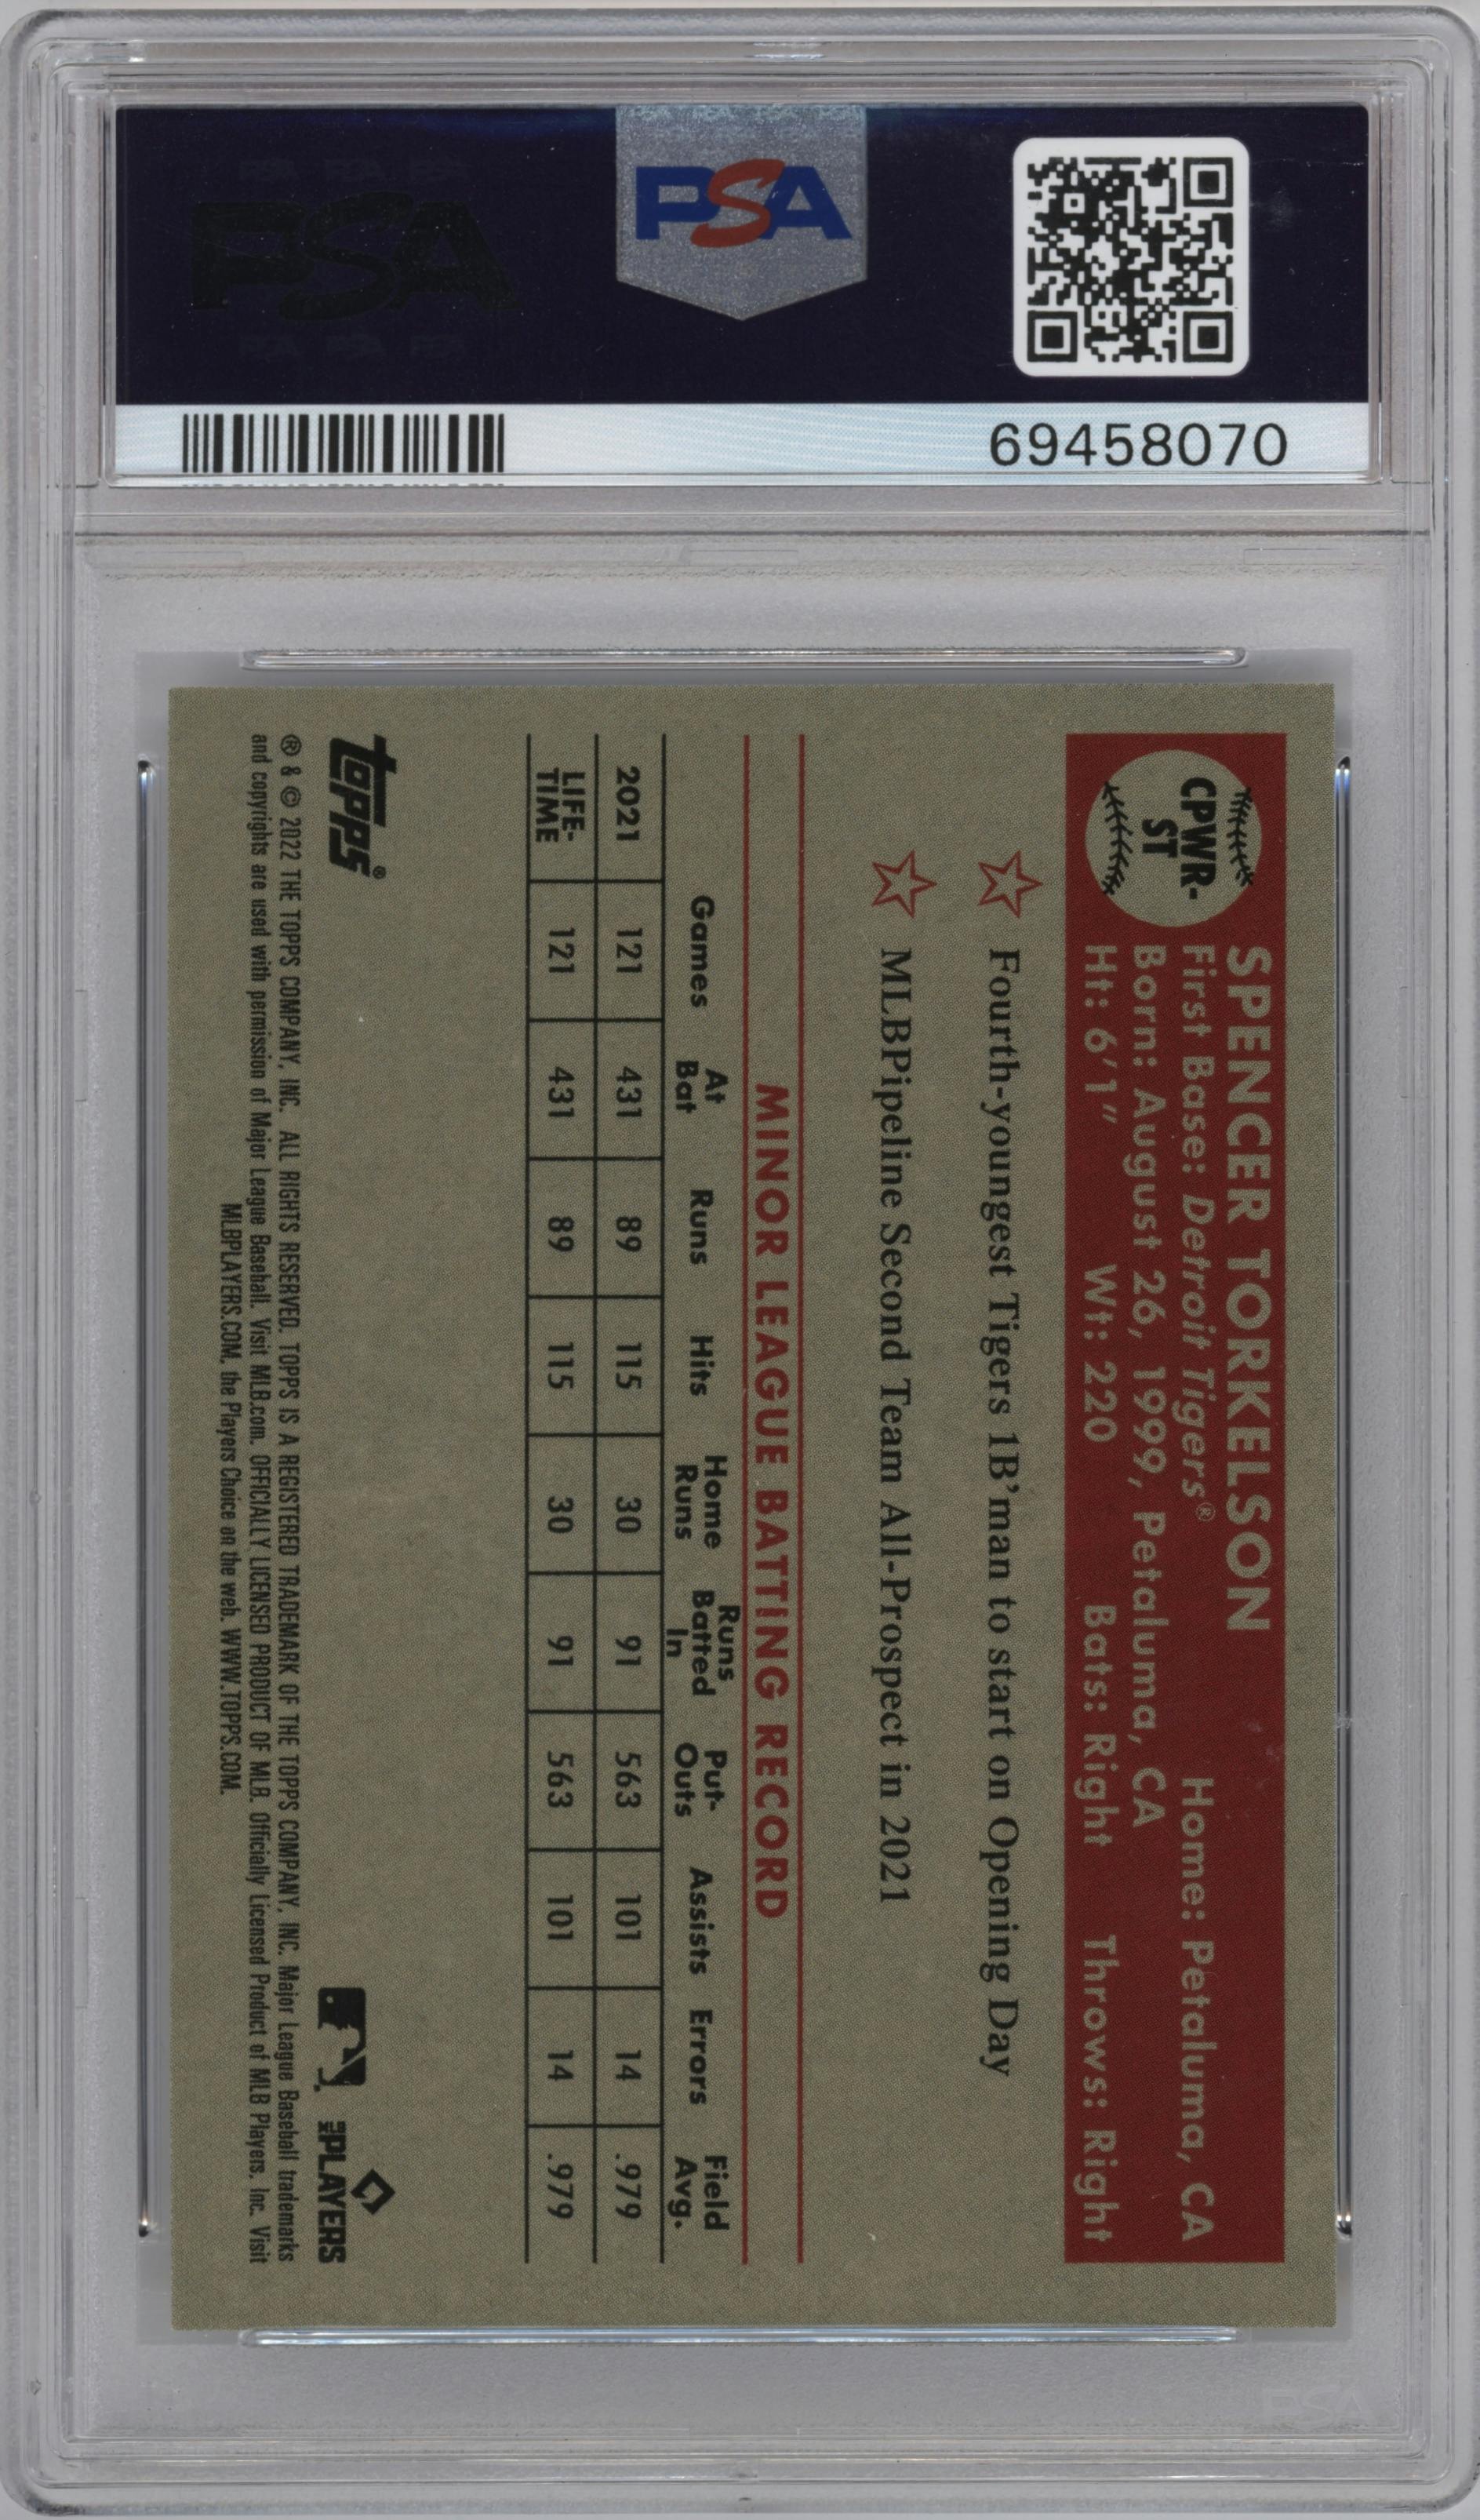 PSA
PSA
69458070
CPWR-
ST
SPENCER TORKELSON
First Base: Detroit Tigers® Home: Petaluma, CA
Born: August 26, 1999, Petaluma, CA
Ht: 6'1" Wt: 220 Bats: Right Throws: Right
☆ Fourth-youngest Tigers 1B'man to start on Opening Day
☆ MLBPipeline Second Team All-Prospect in 2021
MINOR LEAGUE BATTING RECORD
Games At Bat Runs Hits Home Runs Runs Batted In Put-Outs Assists Errors Field Avg.
2021 121 431 89 115 30 91 563 101 14 .979
LIFE-TIME 121 431 89 115 30 91 563 101 14 .979
topps®
MLB PLAYERS
® & © 2022 THE TOPPS COMPANY, INC. ALL RIGHTS RESERVED. TOPPS IS A REGISTERED TRADEMARK OF THE TOPPS COMPANY, INC. Major League Baseball trademarks
and copyrights are used with permission of Major League Baseball. Visit MLB.com. OFFICIALLY LICENSED PRODUCT OF MLB. Officially Licensed Product of MLB Players, Inc. Visit
MLBPLAYERS.COM, the Players Choice on the web. WWW.TOPPS.COM.
PSA